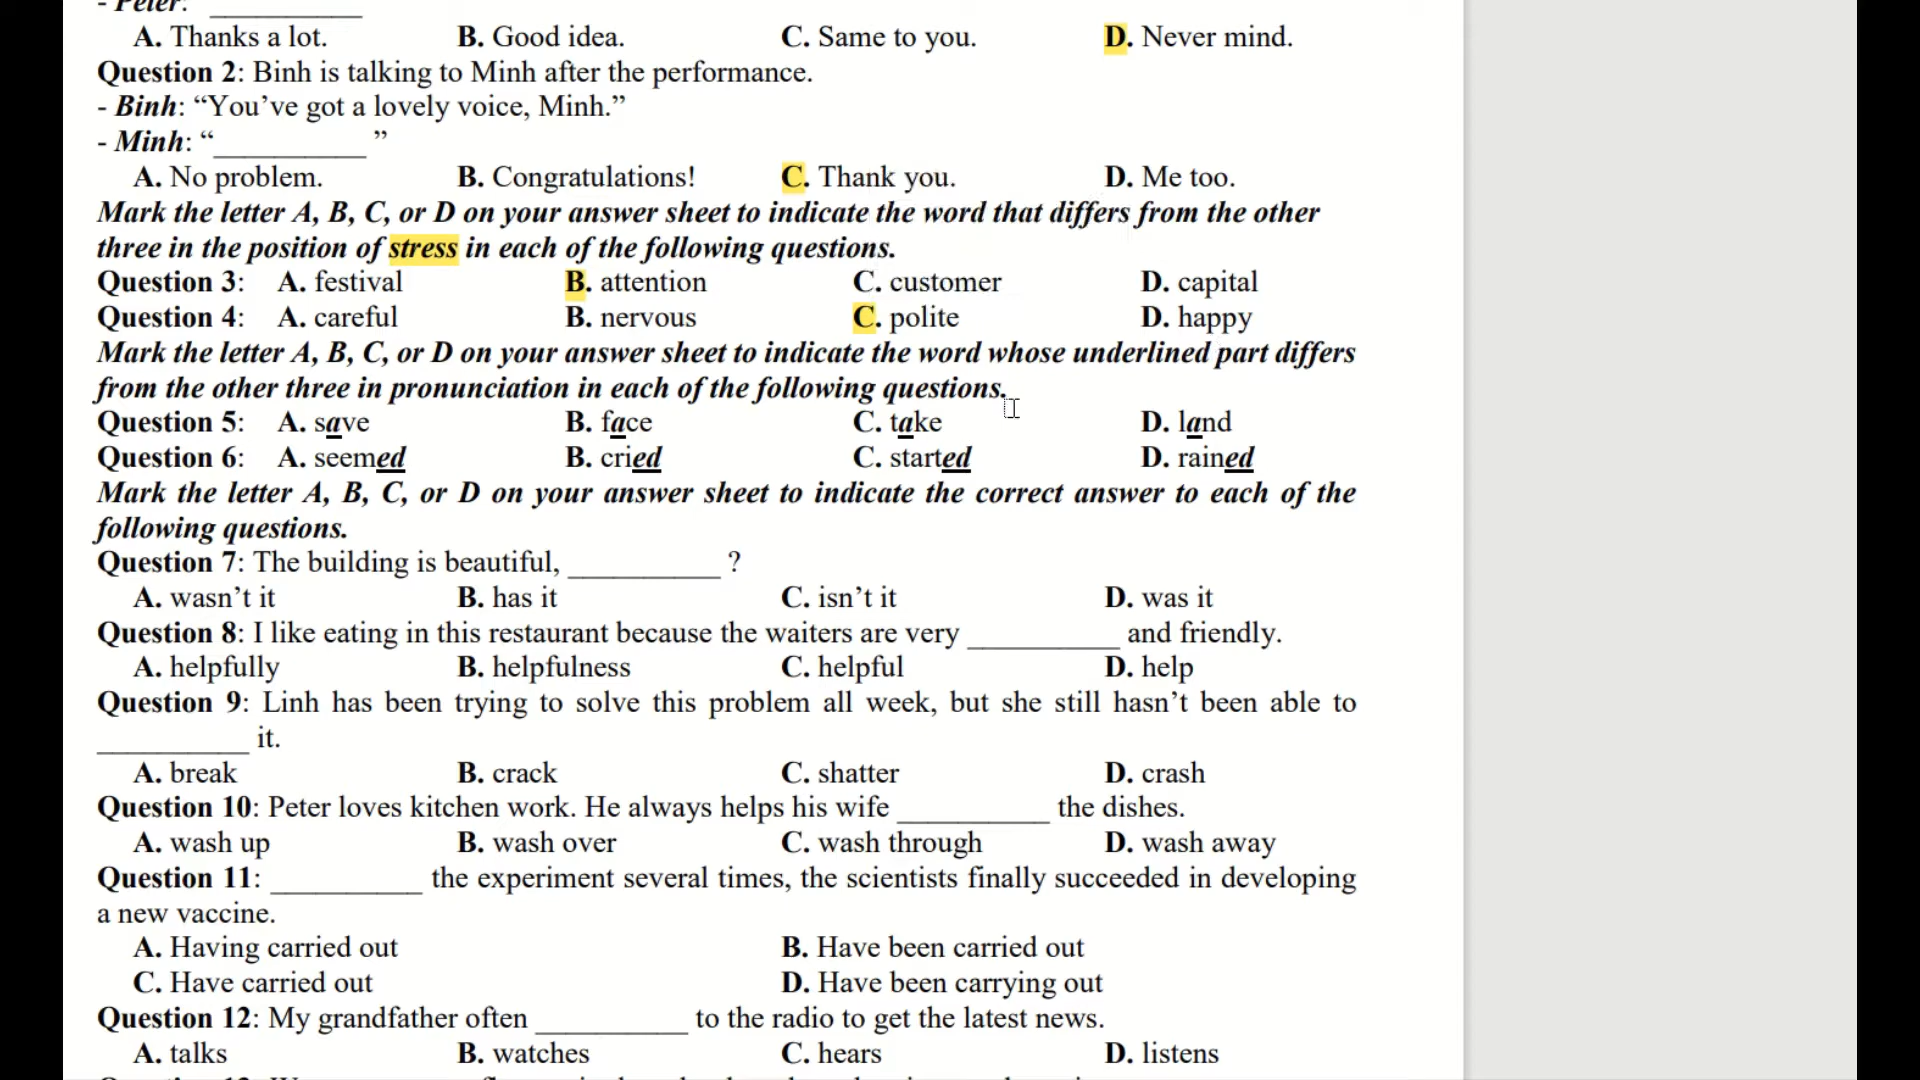 - Peter: __________
A. Thanks a lot. B. Good idea. C. Same to you. D. Never mind.
Question 2: Binh is talking to Minh after the performance.
- Binh: “You’ve got a lovely voice, Minh.”
- Minh: “__________ ”
A. No problem. B. Congratulations! C. Thank you. D. Me too.
Mark the letter A, B, C, or D on your answer sheet to indicate the word that differs from the other
three in the position of stress in each of the following questions.
Question 3: A. festival B. attention C. customer D. capital
Question 4: A. careful B. nervous C. polite D. happy
Mark the letter A, B, C, or D on your answer sheet to indicate the word whose underlined part differs
from the other three in pronunciation in each of the following questions.
Question 5: A. save B. face C. take D. land
Question 6: A. seemed B. cried C. started D. rained
Mark the letter A, B, C, or D on your answer sheet to indicate the correct answer to each of the
following questions.
Question 7: The building is beautiful, __________ ?
A. wasn’t it B. has it C. isn’t it D. was it
Question 8: I like eating in this restaurant because the waiters are very __________ and friendly.
A. helpfully B. helpfulness C. helpful D. help
Question 9: Linh has been trying to solve this problem all week, but she still hasn’t been able to
__________ it.
A. break B. crack C. shatter D. crash
Question 10: Peter loves kitchen work. He always helps his wife __________ the dishes.
A. wash up B. wash over C. wash through D. wash away
Question 11: __________ the experiment several times, the scientists finally succeeded in developing
a new vaccine.
A. Having carried out B. Have been carried out
C. Have carried out D. Have been carrying out
Question 12: My grandfather often __________ to the radio to get the latest news.
A. talks B. watches C. hears D. listens